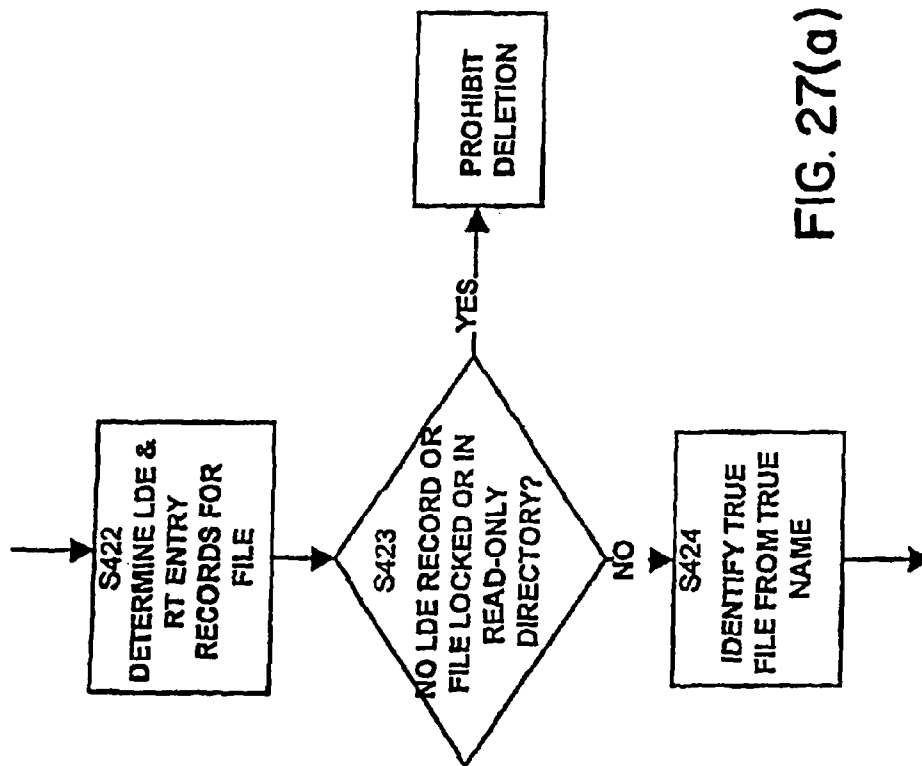 S422
DETERMINE LDE &
RT ENTRY
RECORDS FOR
FILE
S423
NO LDE RECORD OR
FILE LOCKED OR IN
READ-ONLY
DIRECTORY?
YES
PROHIBIT
DELETION
NO
S424
IDENTIFY TRUE
FILE FROM TRUE
NAME
FIG. 27(a)